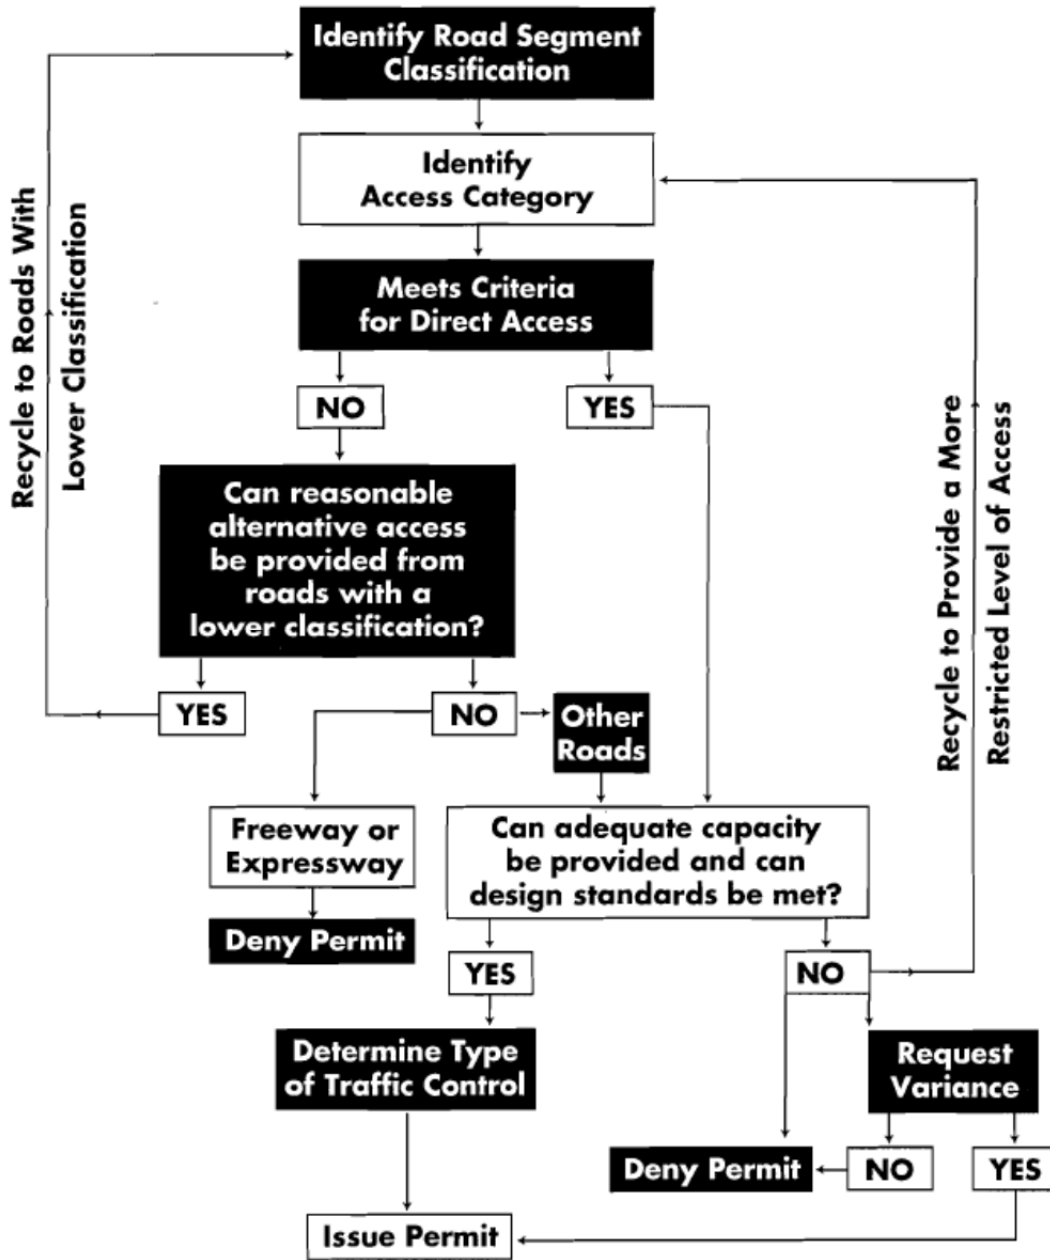 Identify Road Segment
Classification
Identify
Access Category
Meets Criteria
for Direct Access
NO
YES
Recycle to Roads With
Lower Classification
Can reasonable
alternative access
be provided from
roads with a
lower classification?
Recycle to Provide a More
Restricted Level of Access
YES
NO
Other
Roads
Freeway or
Expressway
Can adequate capacity
be provided and can
design standards be met?
Deny Permit
YES
NO
Determine Type
of Traffic Control
Request
Variance
Deny Permit
NO
YES
Issue Permit